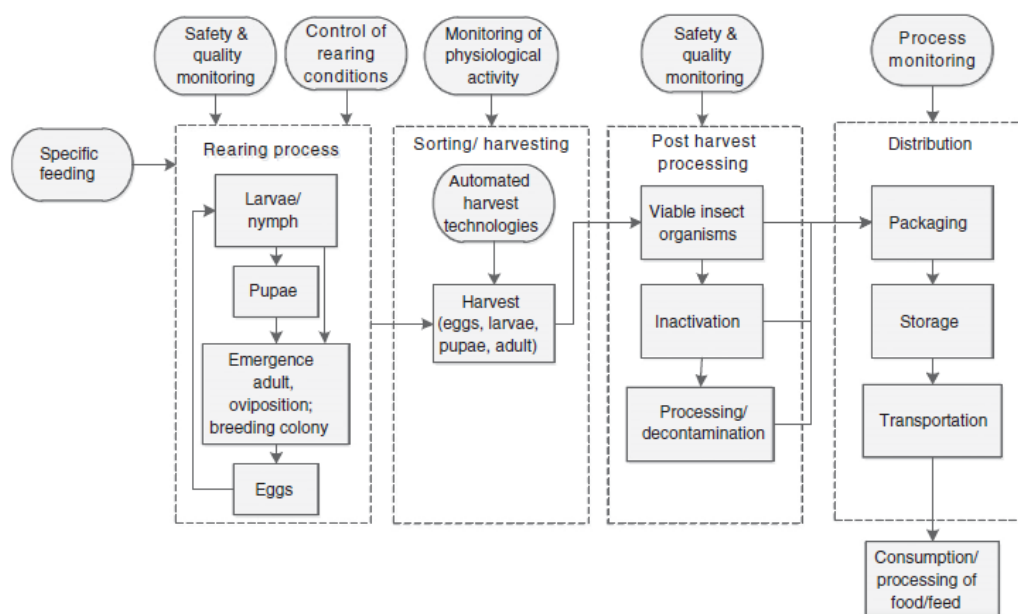 Safety &
quality
monitoring
Control of
rearing
conditions
Monitoring of
physiological
activity
Safety &
quality
monitoring
Process
monitoring
Specific
feeding
Rearing process
Larvae/
nymph
Pupae
Emergence
adult,
oviposition;
breeding colony
Eggs
Sorting/ harvesting
Automated
harvest
technologies
Harvest
(eggs, larvae,
pupae, adult)
Post harvest
processing
Viable insect
organisms
Inactivation
Processing/
decontamination
Distribution
Packaging
Storage
Transportation
Consumption/
processing of
food/feed